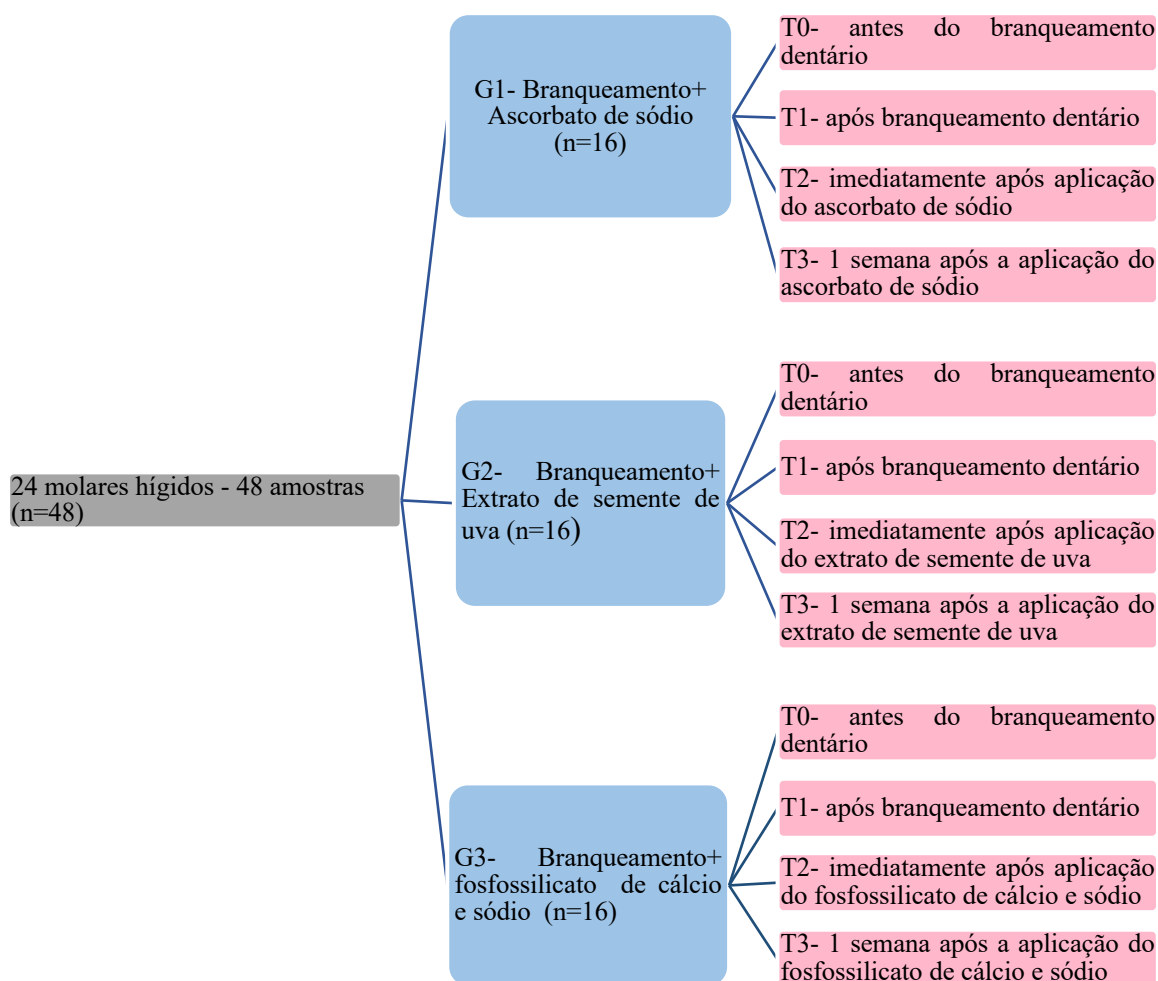 24 molares hígidos - 48 amostras
(n=48)
G1- Branqueamento+
Ascorbato de sódio
(n=16)
T0- antes do branqueamento
dentário
T1- após branqueamento dentário
T2- imediatamente após aplicação
do ascorbato de sódio
T3- 1 semana após a aplicação do
ascorbato de sódio
G2- Branqueamento+
Extrato de semente de
uva (n=16)
T0- antes do branqueamento
dentário
T1- após branqueamento dentário
T2- imediatamente após aplicação
do extrato de semente de uva
T3- 1 semana após a aplicação do
extrato de semente de uva
G3- Branqueamento+
fosfossilicato de cálcio
e sódio (n=16)
T0- antes do branqueamento
dentário
T1- após branqueamento dentário
T2- imediatamente após aplicação
do fosfossilicato de cálcio e sódio
T3- 1 semana após a aplicação do
fosfossilicato de cálcio e sódio